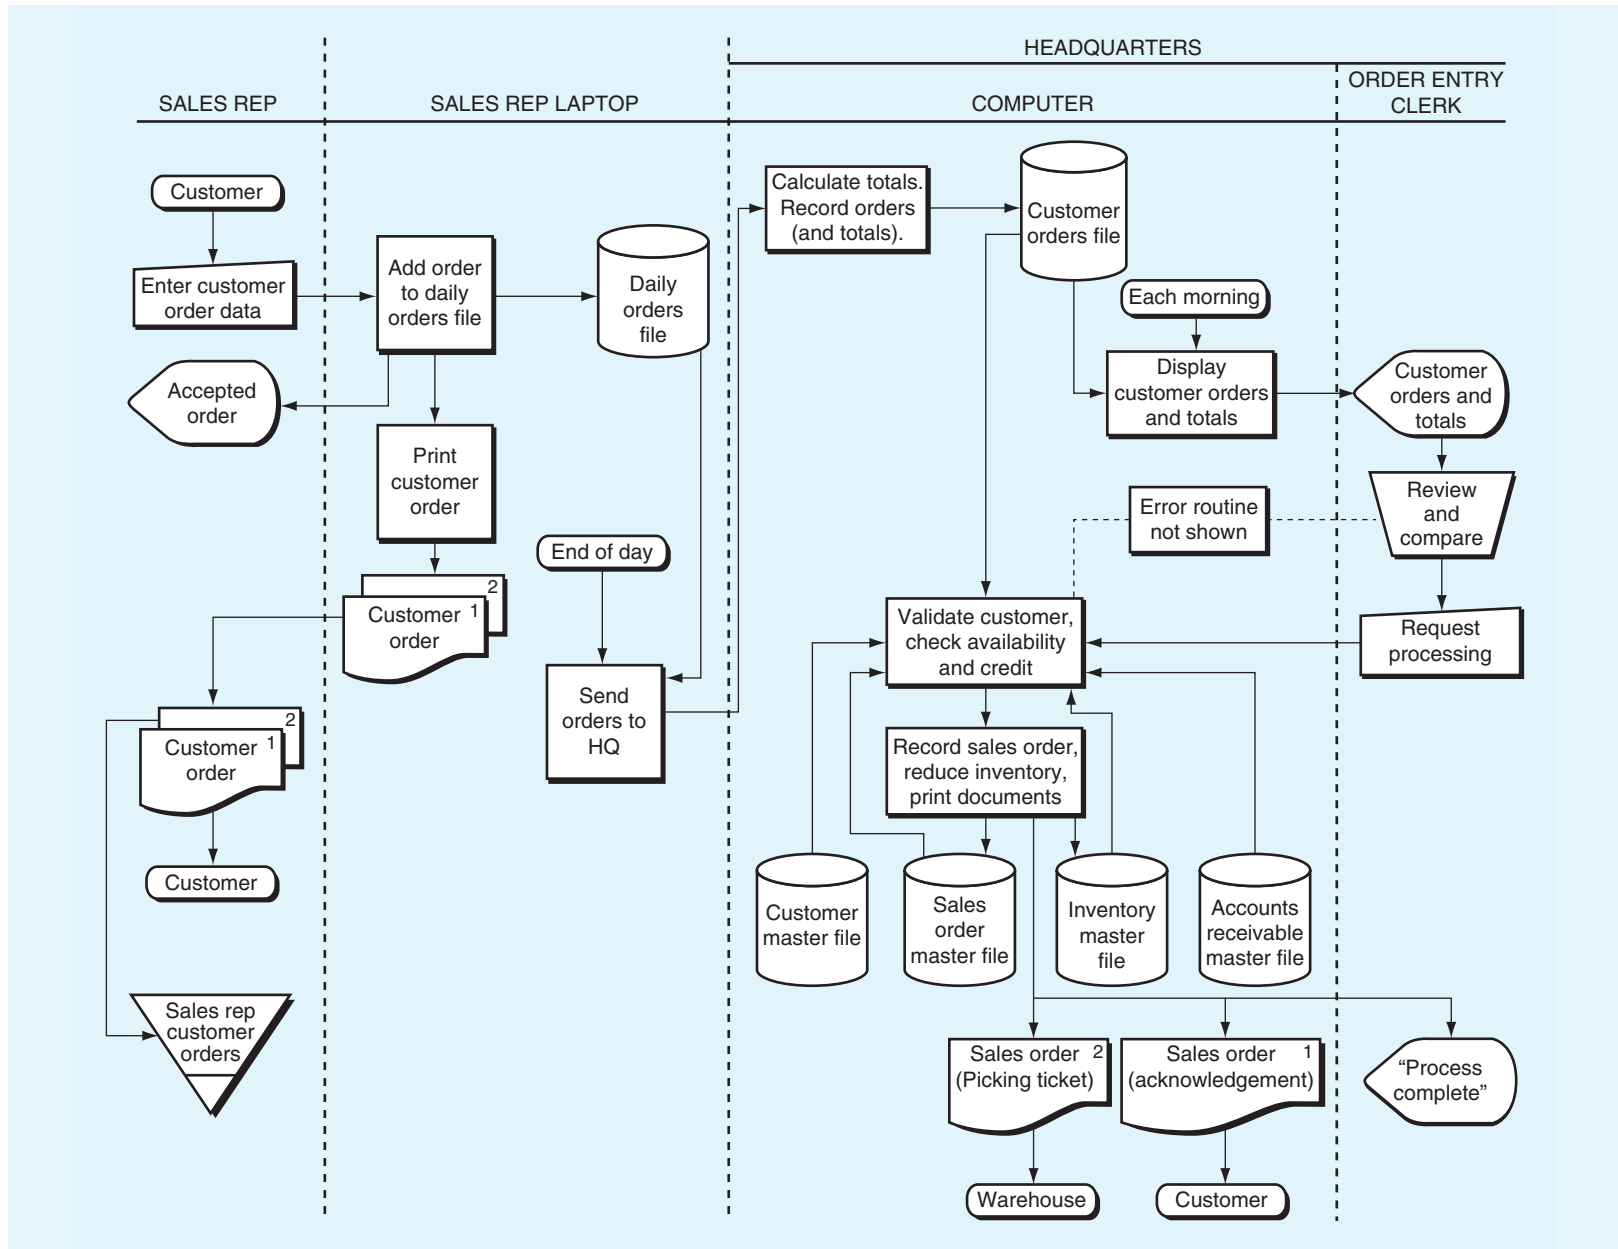 HEADQUARTERS
SALES REP
SALES REP LAPTOP
COMPUTER
ORDER ENTRY
CLERK
Customer
Enter customer
order data
Accepted
order
Add order
to daily
orders file
Daily
orders
file
Print
customer
order
2
Customer 1
order
End of day
Send
orders to
HQ
2
Customer 1
order
Customer
Sales rep
customer
orders
Calculate totals.
Record orders
(and totals).
Customer
orders file
Each morning
Display
customer orders
and totals
Customer
orders and
totals
Review
and
compare
Error routine
not shown
Request
processing
Validate customer,
check availability
and credit
Record sales order,
reduce inventory,
print documents
Customer
master file
Sales
order
master file
Inventory
master
file
Accounts
receivable
master file
Sales order 2
(Picking ticket)
Sales order 1
(acknowledgement)
“Process
complete”
Warehouse
Customer